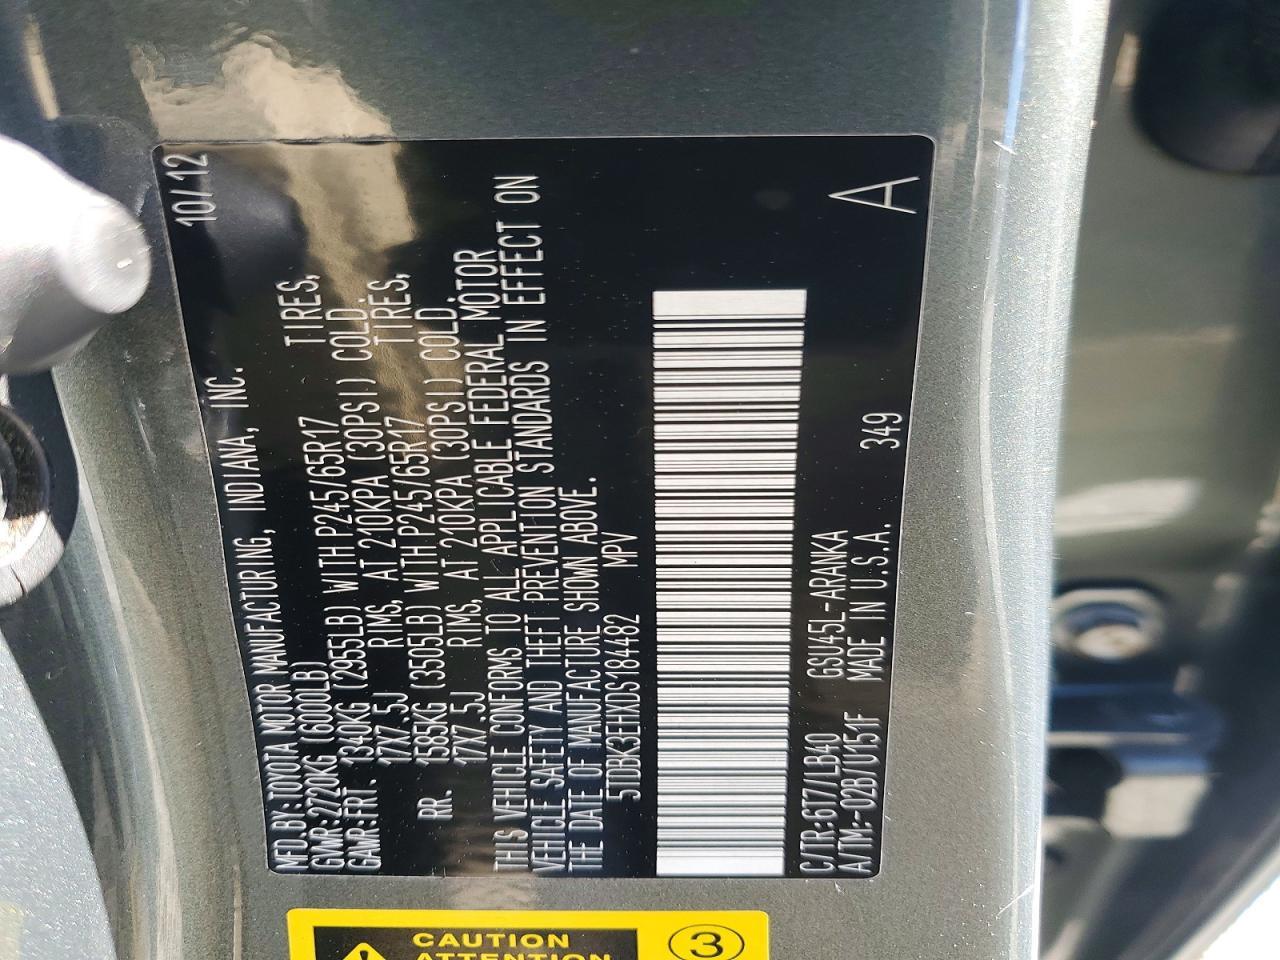 MFD.BY:TOYOTA MOTOR MANUFACTURING, INDIANA, INC. 10/12
GVWR:2720KG (6000LB)
GAWR:FRT. 1340KG (2955LB) WITH P245/65R17 TIRES,
17X7.5J RIMS, AT 210KPA (30PSI) COLD.
RR. 1585KG (3505LB) WITH P245/65R17 TIRES,
17X7.5J RIMS, AT 210KPA (30PSI) COLD.
THIS VEHICLE CONFORMS TO ALL APPLICABLE FEDERAL MOTOR
VEHICLE SAFETY AND THEFT PREVENTION STANDARDS IN EFFECT ON
THE DATE OF MANUFACTURE SHOWN ABOVE.
5TDBK3EHXDS184482 MPV
C/TR:6T7/LB40 GSU45L-ARANKA
A/TM:-02B/U151F MADE IN U.S.A. 349 A
CAUTION 3
ATTENTION